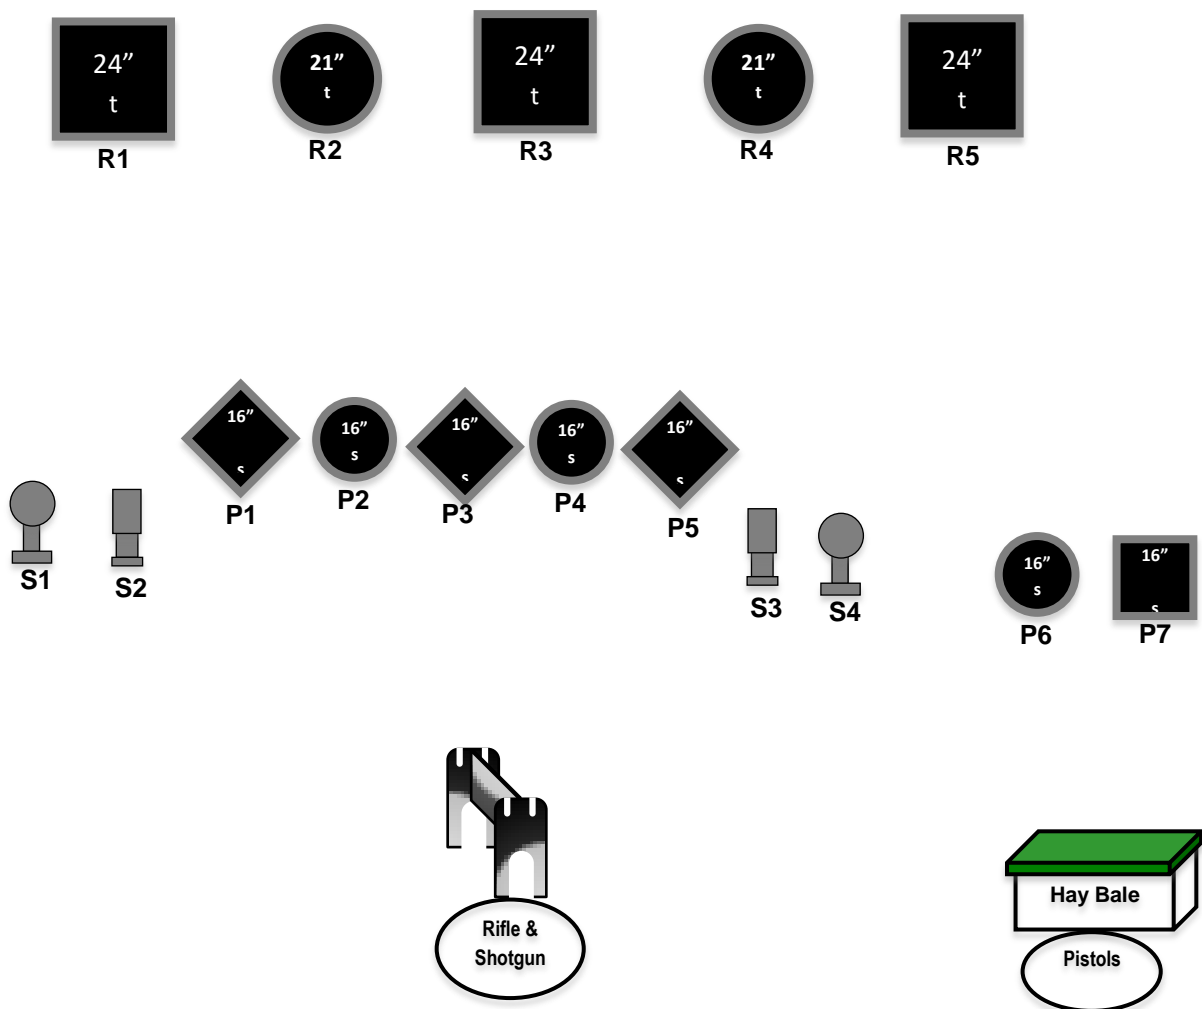 24”
t
21”
t
24”
t
21”
t
24”
t
R1
R2
R3
R4
R5
16”
s
16”
s
16”
s
16”
s
16”
s
P1
P2
P3
P4
P5
S1
S2
S3
S4
16”
s
16”
s
P6
P7
Hay Bale
Rifle &
Shotgun
Pistols